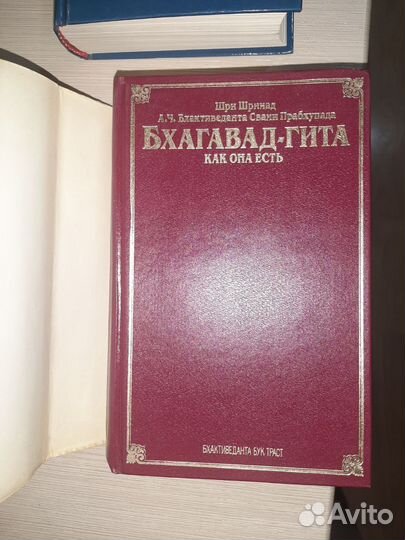 Шри Шримад
А.Ч. Бхактиведанта Свами Прабхупада
БХАГАВАД-ГИТА
КАК ОНА ЕСТЬ
БХАКТИВЕДАНТА БУК ТРАСТ
Avito